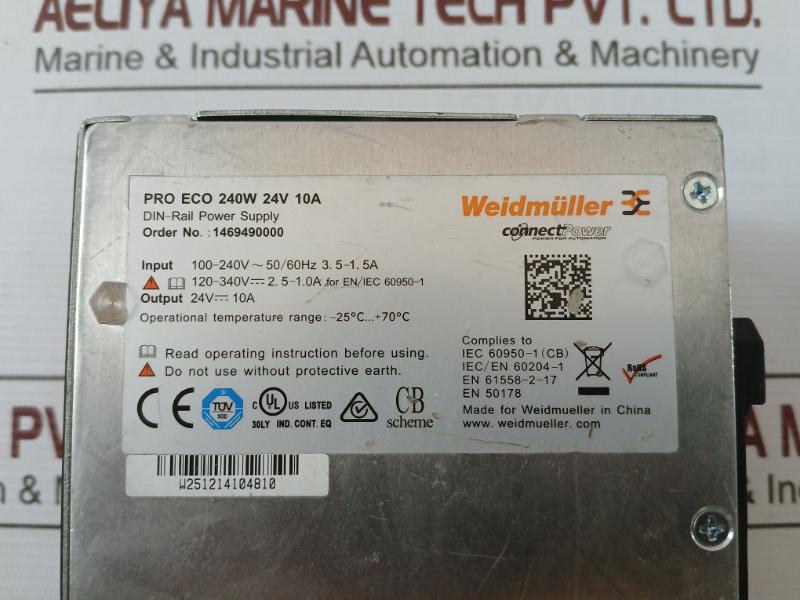 AELIYA MARINE TECH PVT. LTD.
Marine & Industrial Automation & Machinery
PRO ECO 240W 24V 10A
DIN-Rail Power Supply
Order No. : 1469490000
Weidmüller
connectPower
POWER FOR AUTOMATION
Input 100-240V ~ 50/60Hz 3.5-1.5A
120-340V⎓ 2.5-1.0A for EN/IEC 60950-1
Output 24V⎓ 10A
Operational temperature range: -25°C...+70°C
Read operating instruction before using.
Do not use without protective earth.
Complies to
IEC 60950-1 (CB)
IEC/EN 60204-1
EN 61558-2-17
EN 50178
RoHS
COMPLIANT
CE
TÜV
SÜD
C UL US LISTED
30LY IND. CONT. EQ
CB
scheme
Made for Weidmueller in China
www. weidmueller. com
W251214104810
PV
MA
n & M
& Ind